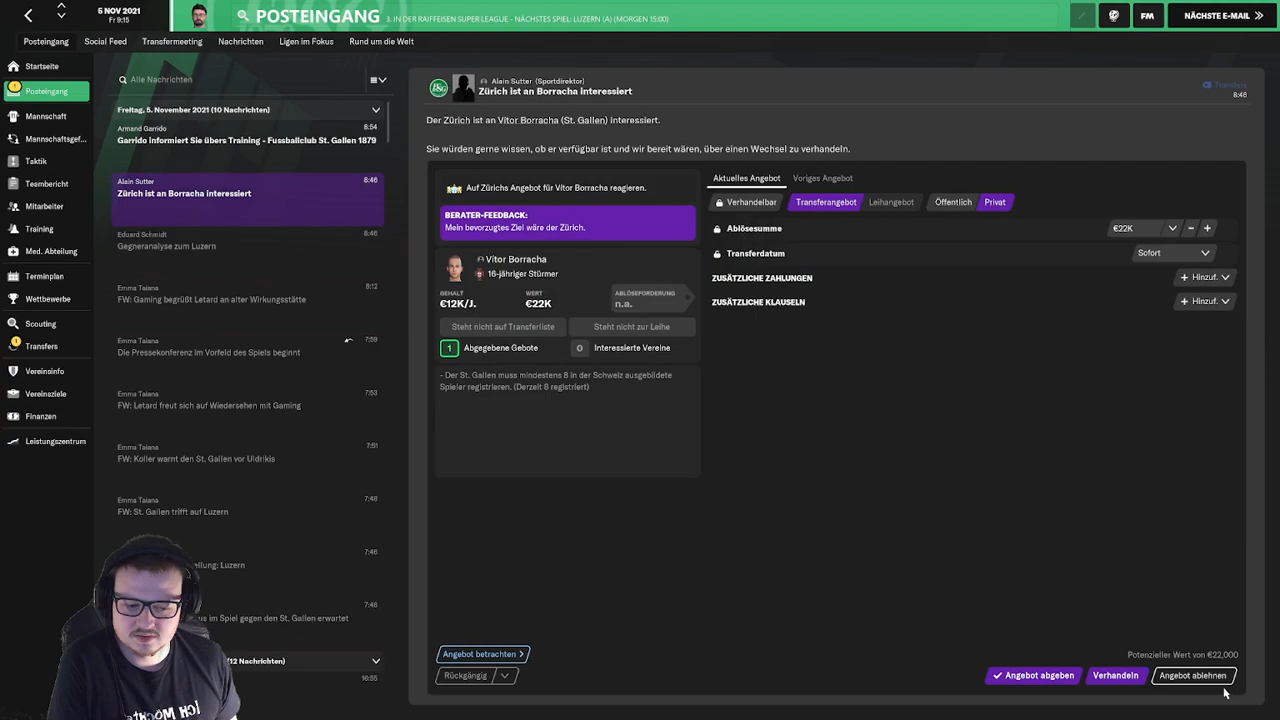 5 NOV 2021
Fr 9:15
POSTEINGANG
3. IN DER RAIFFEISEN SUPER LEAGUE - NÄCHSTES SPIEL: LUZERN (A) (MORGEN 15:00)
FM
NÄCHSTE E-MAIL
Posteingang
Social Feed
Transfermeeting
Nachrichten
Ligen im Fokus
Rund um die Welt
Startseite
Posteingang
Mannschaft
Mannschaftsgef...
Taktik
Teambericht
Mitarbeiter
Training
Med. Abteilung
Terminplan
Wettbewerbe
Scouting
Transfers
Vereinsinfo
Vereinsziele
Finanzen
Leistungszentrum
Alle Nachrichten
Freitag, 5. November 2021 (10 Nachrichten)
Armand Garrido
8:54
Garrido informiert Sie übers Training - Fussballclub St. Gallen 1879
Alain Sutter
8:46
Zürich ist an Borracha interessiert
Eduard Schmidt
8:46
Gegneranalyse zum Luzern
8:12
Emma Taiana
FW: Gaming begrüßt Letard an alter Wirkungsstätte
Emma Taiana
7:59
Die Pressekonferenz im Vorfeld des Spiels beginnt
Emma Taiana
7:53
FW: Letard freut sich auf Wiedersehen mit Gaming
Emma Taiana
7:51
FW: Koller warnt den St. Gallen vor Uldrikis
Emma Taiana
7:48
FW: St. Gallen trifft auf Luzern
7:46
ellung: Luzern
7:46
us im Spiel gegen den St. Gallen erwartet
(12 Nachrichten)
16:55
ICH MÖCHTE
Alain Sutter (Sportdirektor)
Zürich ist an Borracha interessiert
Transfers
8:46
Der Zürich ist an Vítor Borracha (St. Gallen) interessiert.
Sie würden gerne wissen, ob er verfügbar ist und wir bereit wären, über einen Wechsel zu verhandeln.
Auf Zürichs Angebot für Vítor Borracha reagieren.
BERATER-FEEDBACK:
Mein bevorzugtes Ziel wäre der Zürich.
Vítor Borracha
16-jähriger Stürmer
GEHALT
€12K/J.
WERT
€22K
ABLÖSEFORDERUNG
n.a.
Steht nicht auf Transferliste
Steht nicht zur Leihe
1 Abgegebene Gebote
0 Interessierte Vereine
- Der St. Gallen muss mindestens 8 in der Schweiz ausgebildete
Spieler registrieren. (Derzeit 8 registriert)
Aktuelles Angebot
Voriges Angebot
Verhandelbar
Transferangebot
Leihangebot
Öffentlich
Privat
Ablösesumme
€22K
Transferdatum
Sofort
ZUSÄTZLICHE ZAHLUNGEN
Hinzuf.
ZUSÄTZLICHE KLAUSELN
Hinzuf.
Angebot betrachten
Rückgängig
Potenzieller Wert von €22,000
Angebot abgeben
Verhandeln
Angebot ablehnen